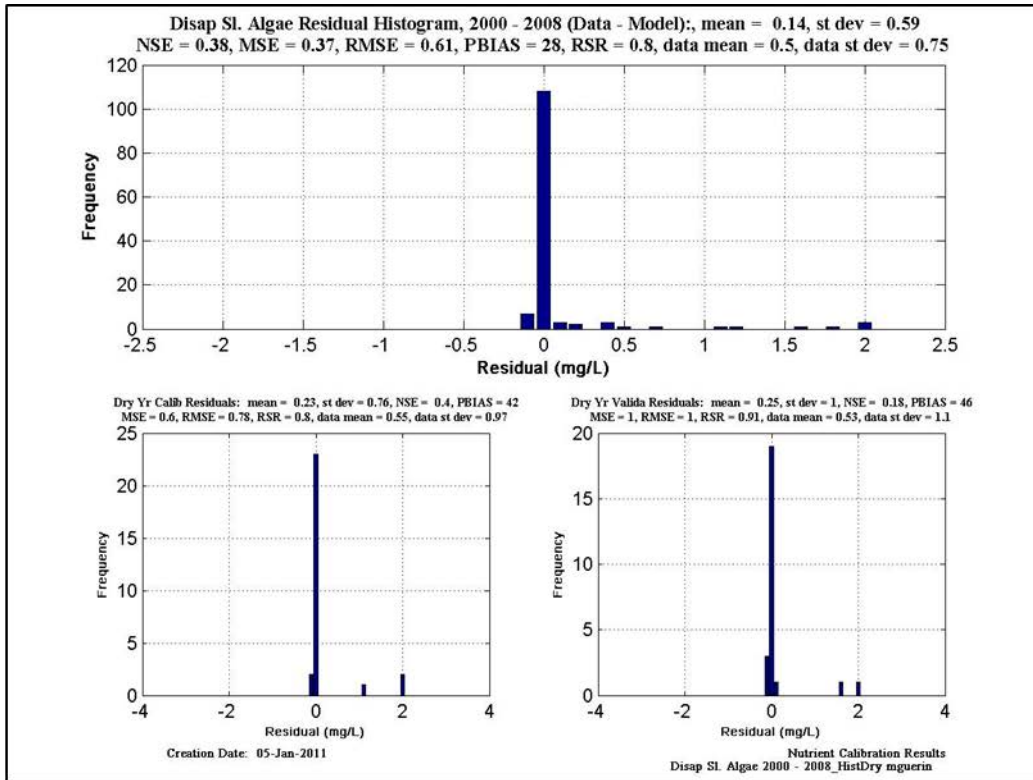 Disap Sl. Algae Residual Histogram, 2000 - 2008 (Data - Model):, mean = 0.14, st dev = 0.59
NSE = 0.38, MSE = 0.37, RMSE = 0.61, PBIAS = 28, RSR = 0.8, data mean = 0.5, data st dev = 0.75
120
100
80
60
40
20
0
Frequency
-2.5 -2 -1.5 -1 -0.5 0 0.5 1 1.5 2 2.5
Residual (mg/L)
Dry Yr Calib Residuals: mean = 0.23, st dev = 0.76, NSE = 0.4, PBIAS = 42
MSE = 0.6, RMSE = 0.78, RSR = 0.8, data mean = 0.55, data st dev = 0.97
25
20
15
10
5
0
Frequency
-4 -2 0 2 4
Residual (mg/L)
Dry Yr Valida Residuals: mean = 0.25, st dev = 1, NSE = 0.18, PBIAS = 46
MSE = 1, RMSE = 1, RSR = 0.91, data mean = 0.53, data st dev = 1.1
20
15
10
5
0
Frequency
-4 -2 0 2 4
Residual (mg/L)
Creation Date: 05-Jan-2011
Nutrient Calibration Results
Disap Sl. Algae 2000 - 2008_HistDry mguerin